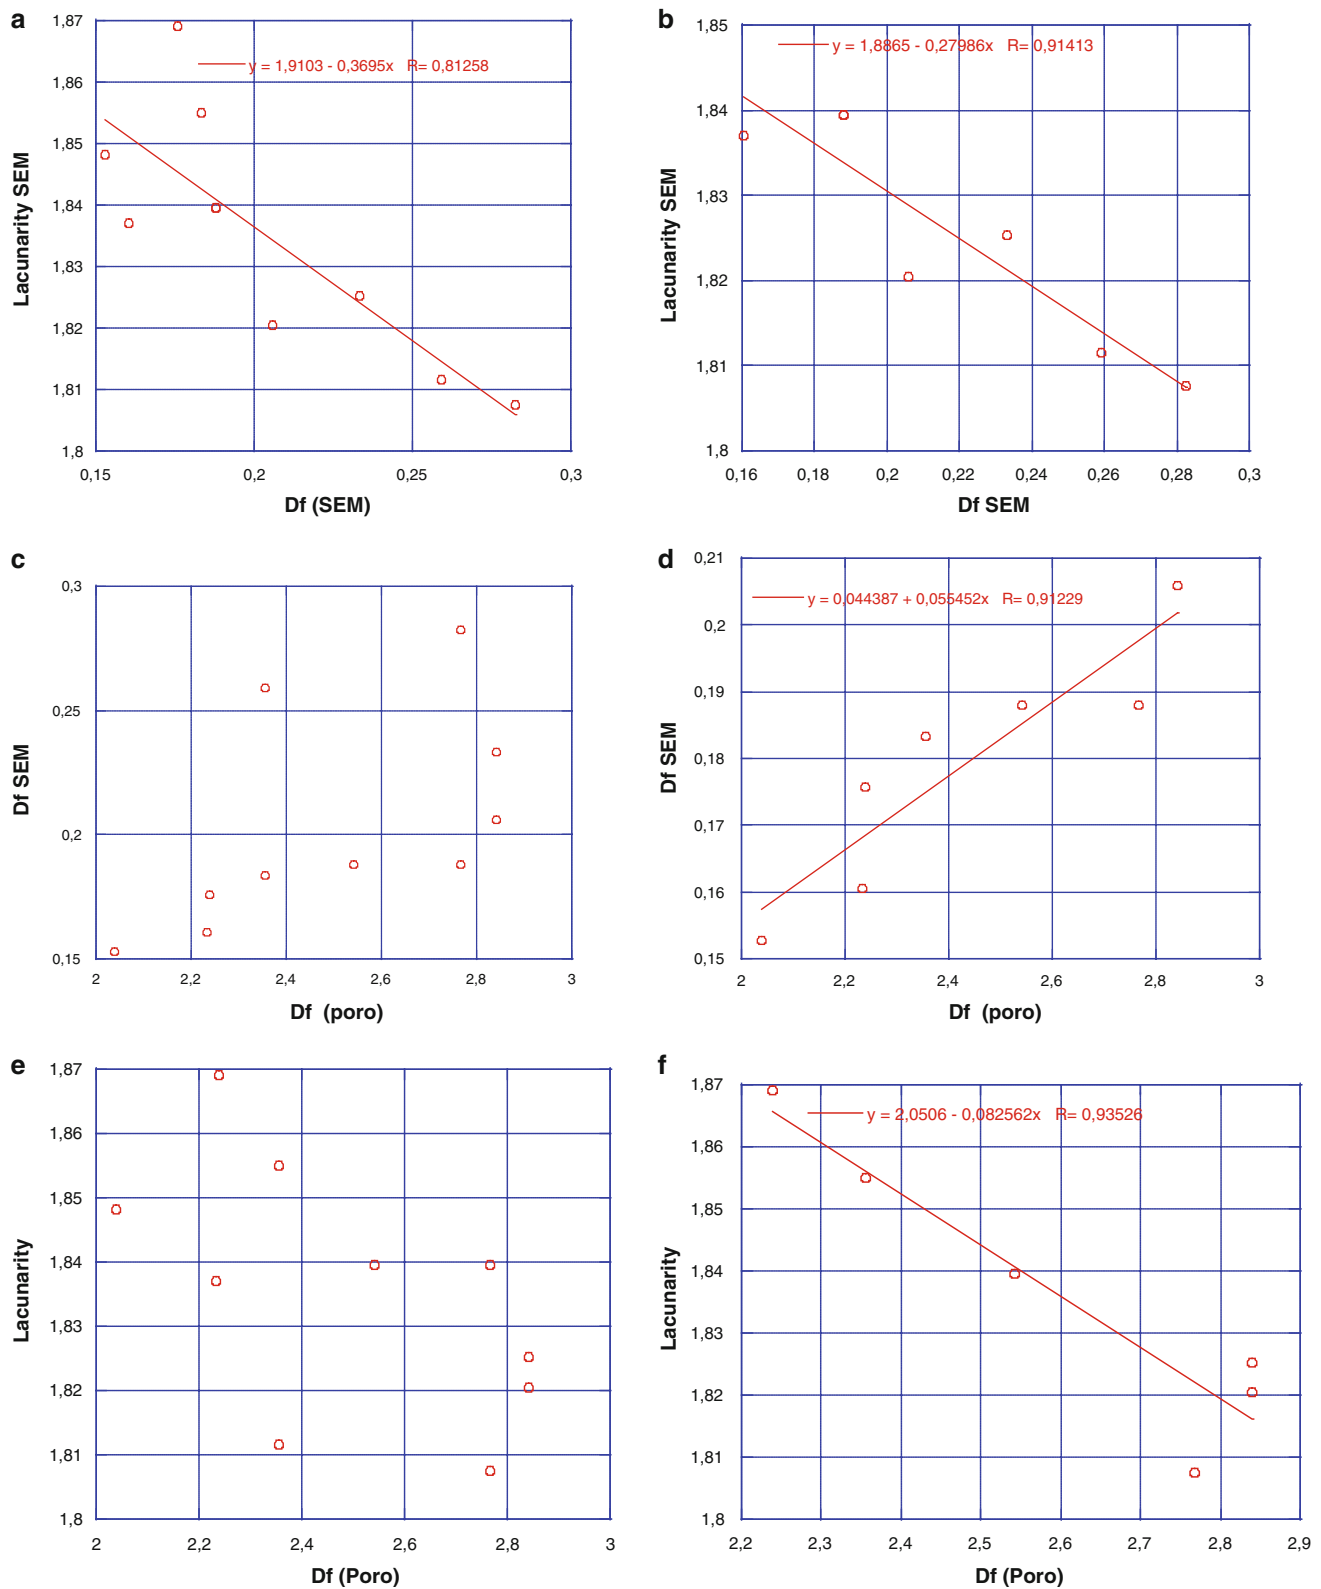 a
1,87
1,86
1,85
1,84
1,83
1,82
1,81
1,8
Lacunarity SEM
y = 1,9103 - 0,3695x R= 0,81258
0,15 0,2 0,25 0,3
Df (SEM)
b
1,85
1,84
1,83
1,82
1,81
1,8
Lacunarity SEM
y = 1,8865 - 0,27986x R= 0,91413
0,16 0,18 0,2 0,22 0,24 0,26 0,28 0,3
Df SEM
c
0,3
0,25
0,2
0,15
Df SEM
2 2,2 2,4 2,6 2,8 3
Df (poro)
d
0,21
0,2
0,19
0,18
0,17
0,16
0,15
Df SEM
y = 0,044387 + 0,055452x R= 0,91229
2 2,2 2,4 2,6 2,8 3
Df (poro)
e
1,87
1,86
1,85
1,84
1,83
1,82
1,81
1,8
Lacunarity
2 2,2 2,4 2,6 2,8 3
Df (Poro)
f
1,87
1,86
1,85
1,84
1,83
1,82
1,81
1,8
Lacunarity
y = 2,0506 - 0,082562x R= 0,93526
2,2 2,3 2,4 2,5 2,6 2,7 2,8 2,9
Df (Poro)